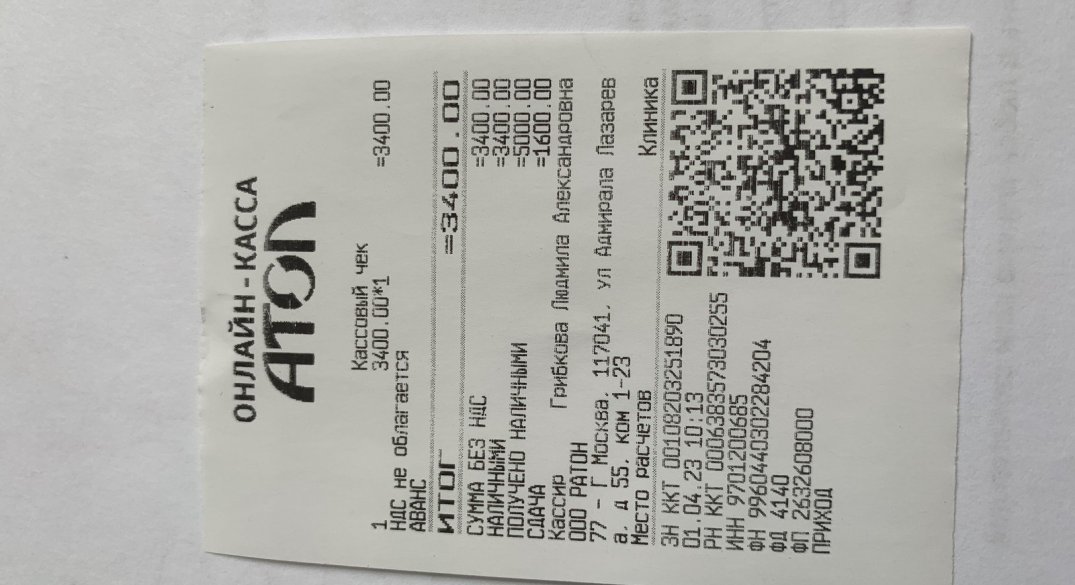 ОНЛАЙН-КАССА
АТОЛ
Кассовый чек
1 3400.00*1 =3400.00
НДС не облагается
АВАНС
ИТОГ =3400.00
СУММА БЕЗ НДС =3400.00
НАЛИЧНЫМИ =3400.00
ПОЛУЧЕНО НАЛИЧНЫМИ =5000.00
СДАЧА =1600.00
Кассир Грибкова Людмила Александровна
ООО РАТОН
77 - Г Москва, 117041, ул Адмирала Лазарев
а, д 55, ком 1-23
Место расчетов Клиника
ЗН ККТ 00108203251890
01.04.23 10:13
РН ККТ 0006383573030255
ИНН 9701200685
ФН 9960440302284204
ФД 4140
ФП 2632608000
ПРИХОД